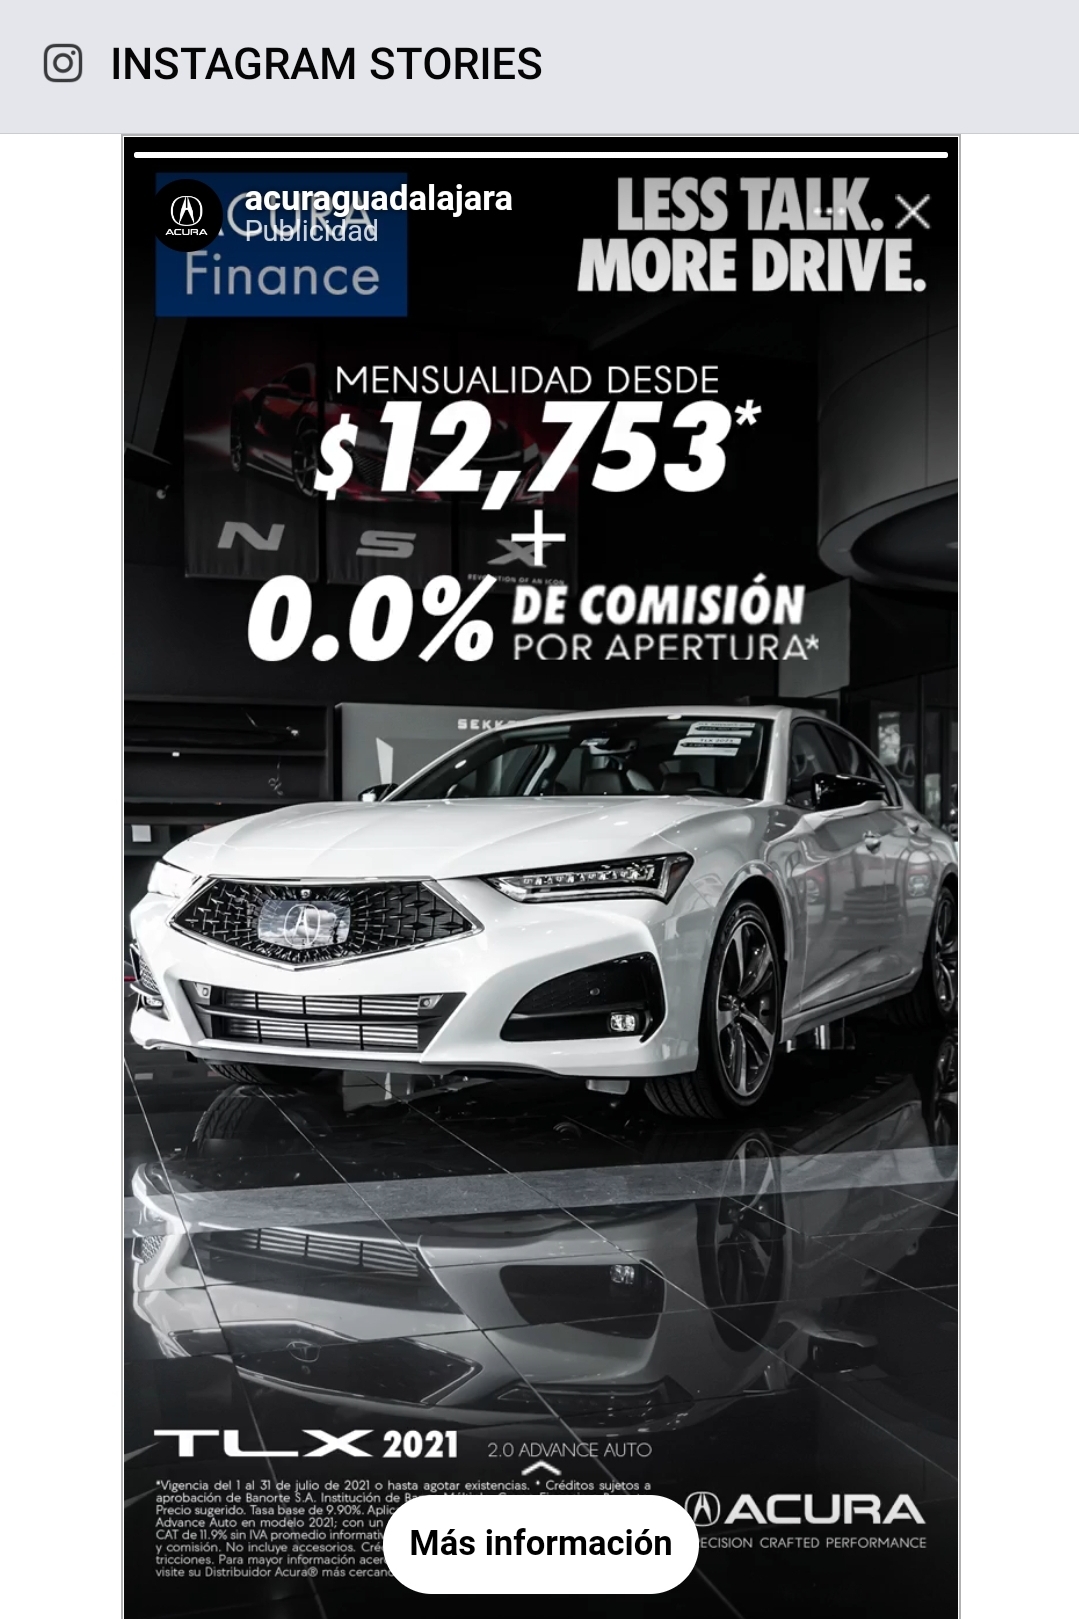 INSTAGRAM STORIES
acuraguadalajara
Publicidad
ACURA
ACURA
Finance
LESS TALK.
MORE DRIVE.
MENSUALIDAD DESDE
$12,753*
+
0.0% DE COMISIÓN
POR APERTURA*
NSX
SEKK
TLX 2021 2.0 ADVANCE AUTO
*Vigencia del 1 al 31 de julio de 2021 o hasta agotar existencias. * Créditos sujetos a
aprobación de Banorte S.A. Institución de
Precio sugerido. Tasa base de 9.90%.
Advance Auto en modelo 2021; con un
CAT de 11.9% sin IVA promedio
y comisión. No incluye accesorios.
tricciones. Para mayor información
visite su Distribuidor Acura® más
Más información
ACURA
CRAFTED PERFORMANCE